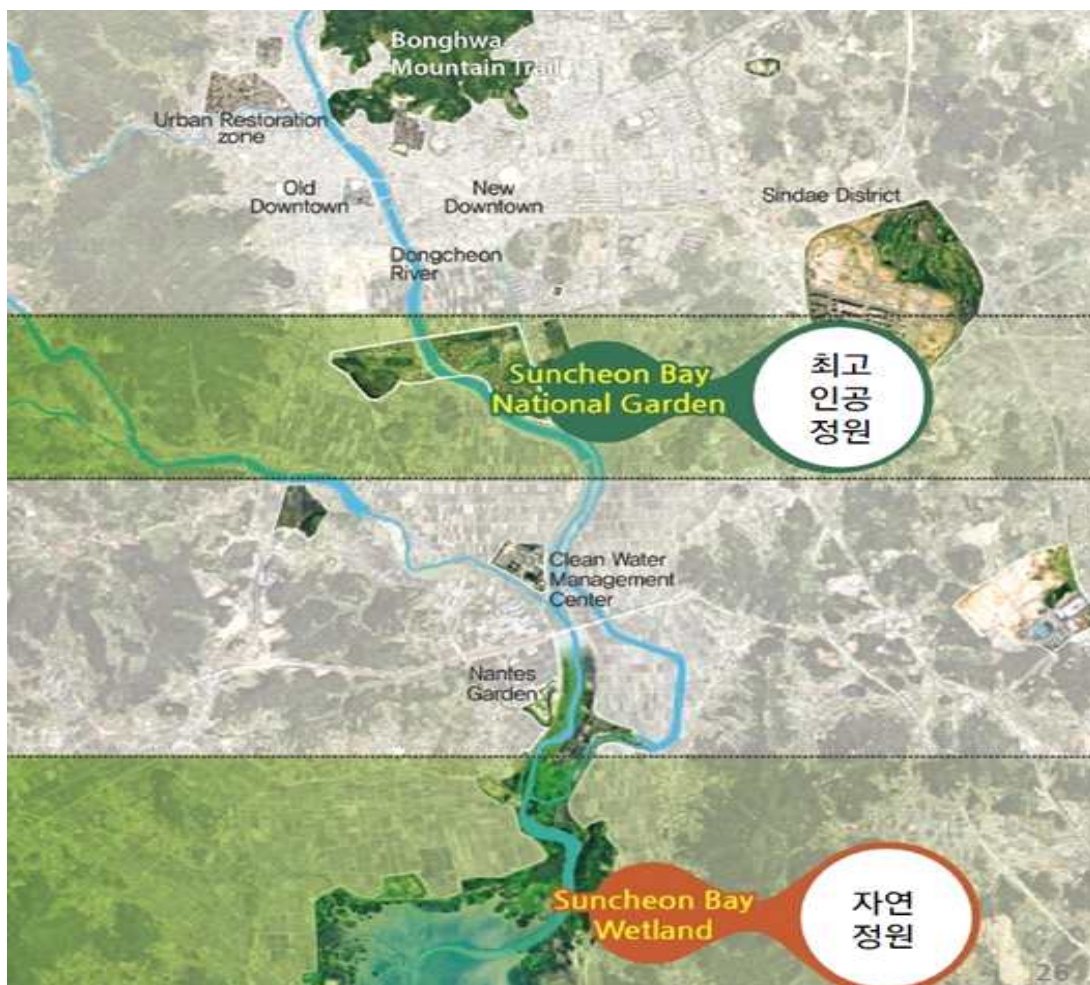 Bonghwa
Mountain Trail
Urban Restoration
zone
Old
Downtown
New
Downtown
Sindae District
Dongcheon
River
Suncheon Bay
National Garden
최고
인공
정원
Clean Water
Management
Center
Nantes
Garden
Suncheon Bay
Wetland
자연
정원
26